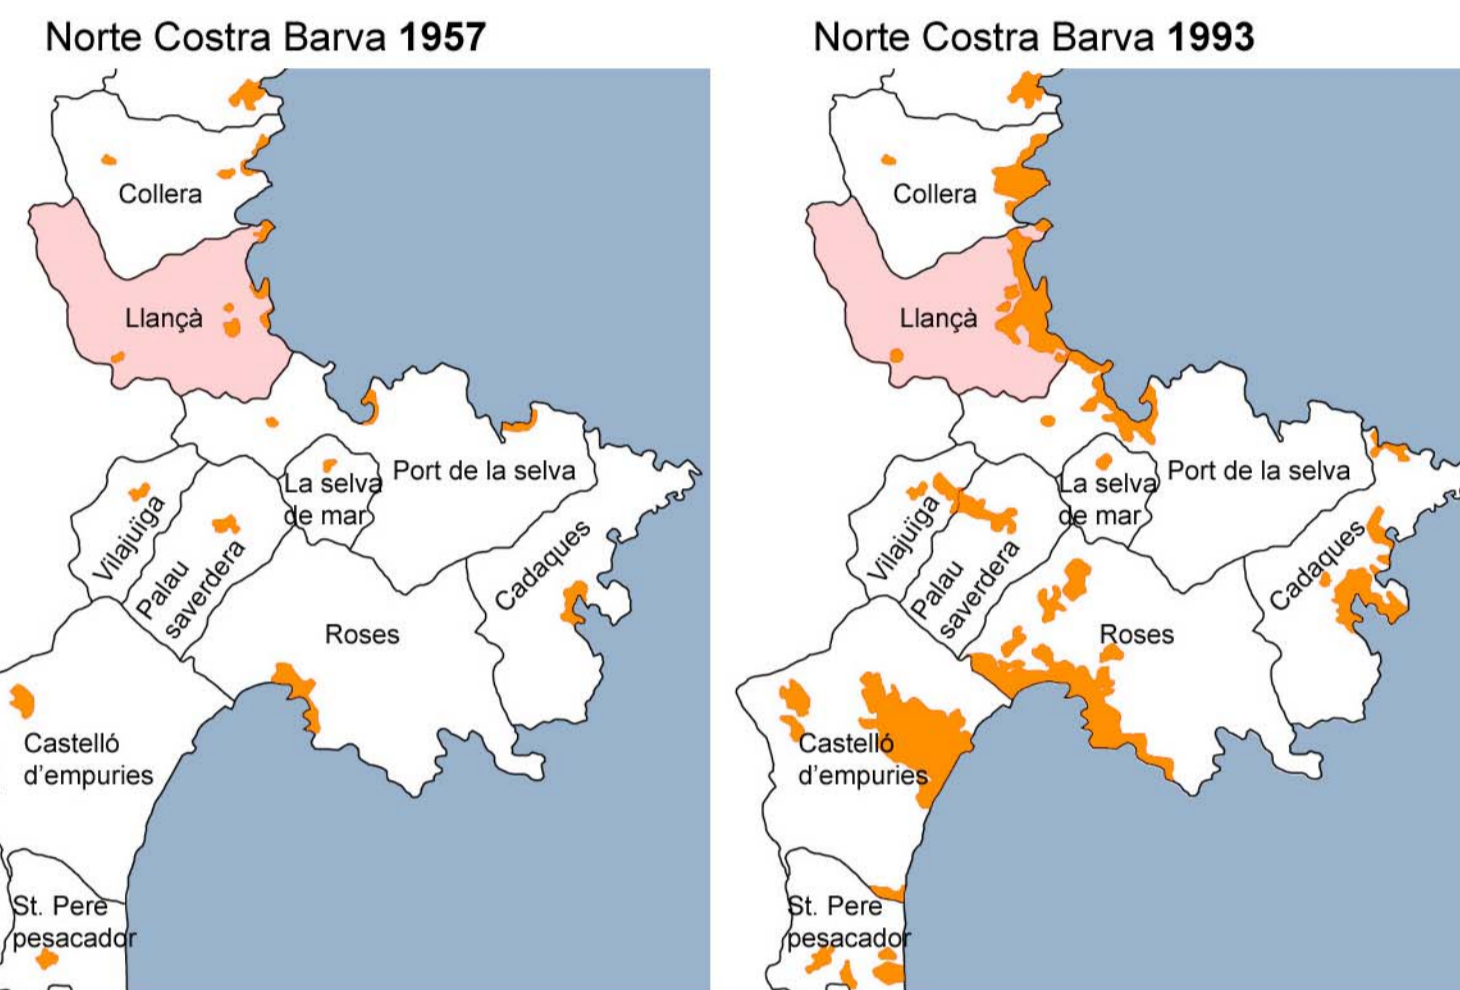 Norte Costra Barva 1957
Collera
Llançà
Port de la selva
La selva
de mar
Vilajuïga
Palau
saverdera
Cadaques
Roses
Castelló
d'empuries
St. Pere
pesacador
Norte Costra Barva 1993
Collera
Llançà
Port de la selva
La selva
de mar
Vilajuïga
Palau
saverdera
Cadaques
Roses
Castelló
d'empuries
St. Pere
pesacador